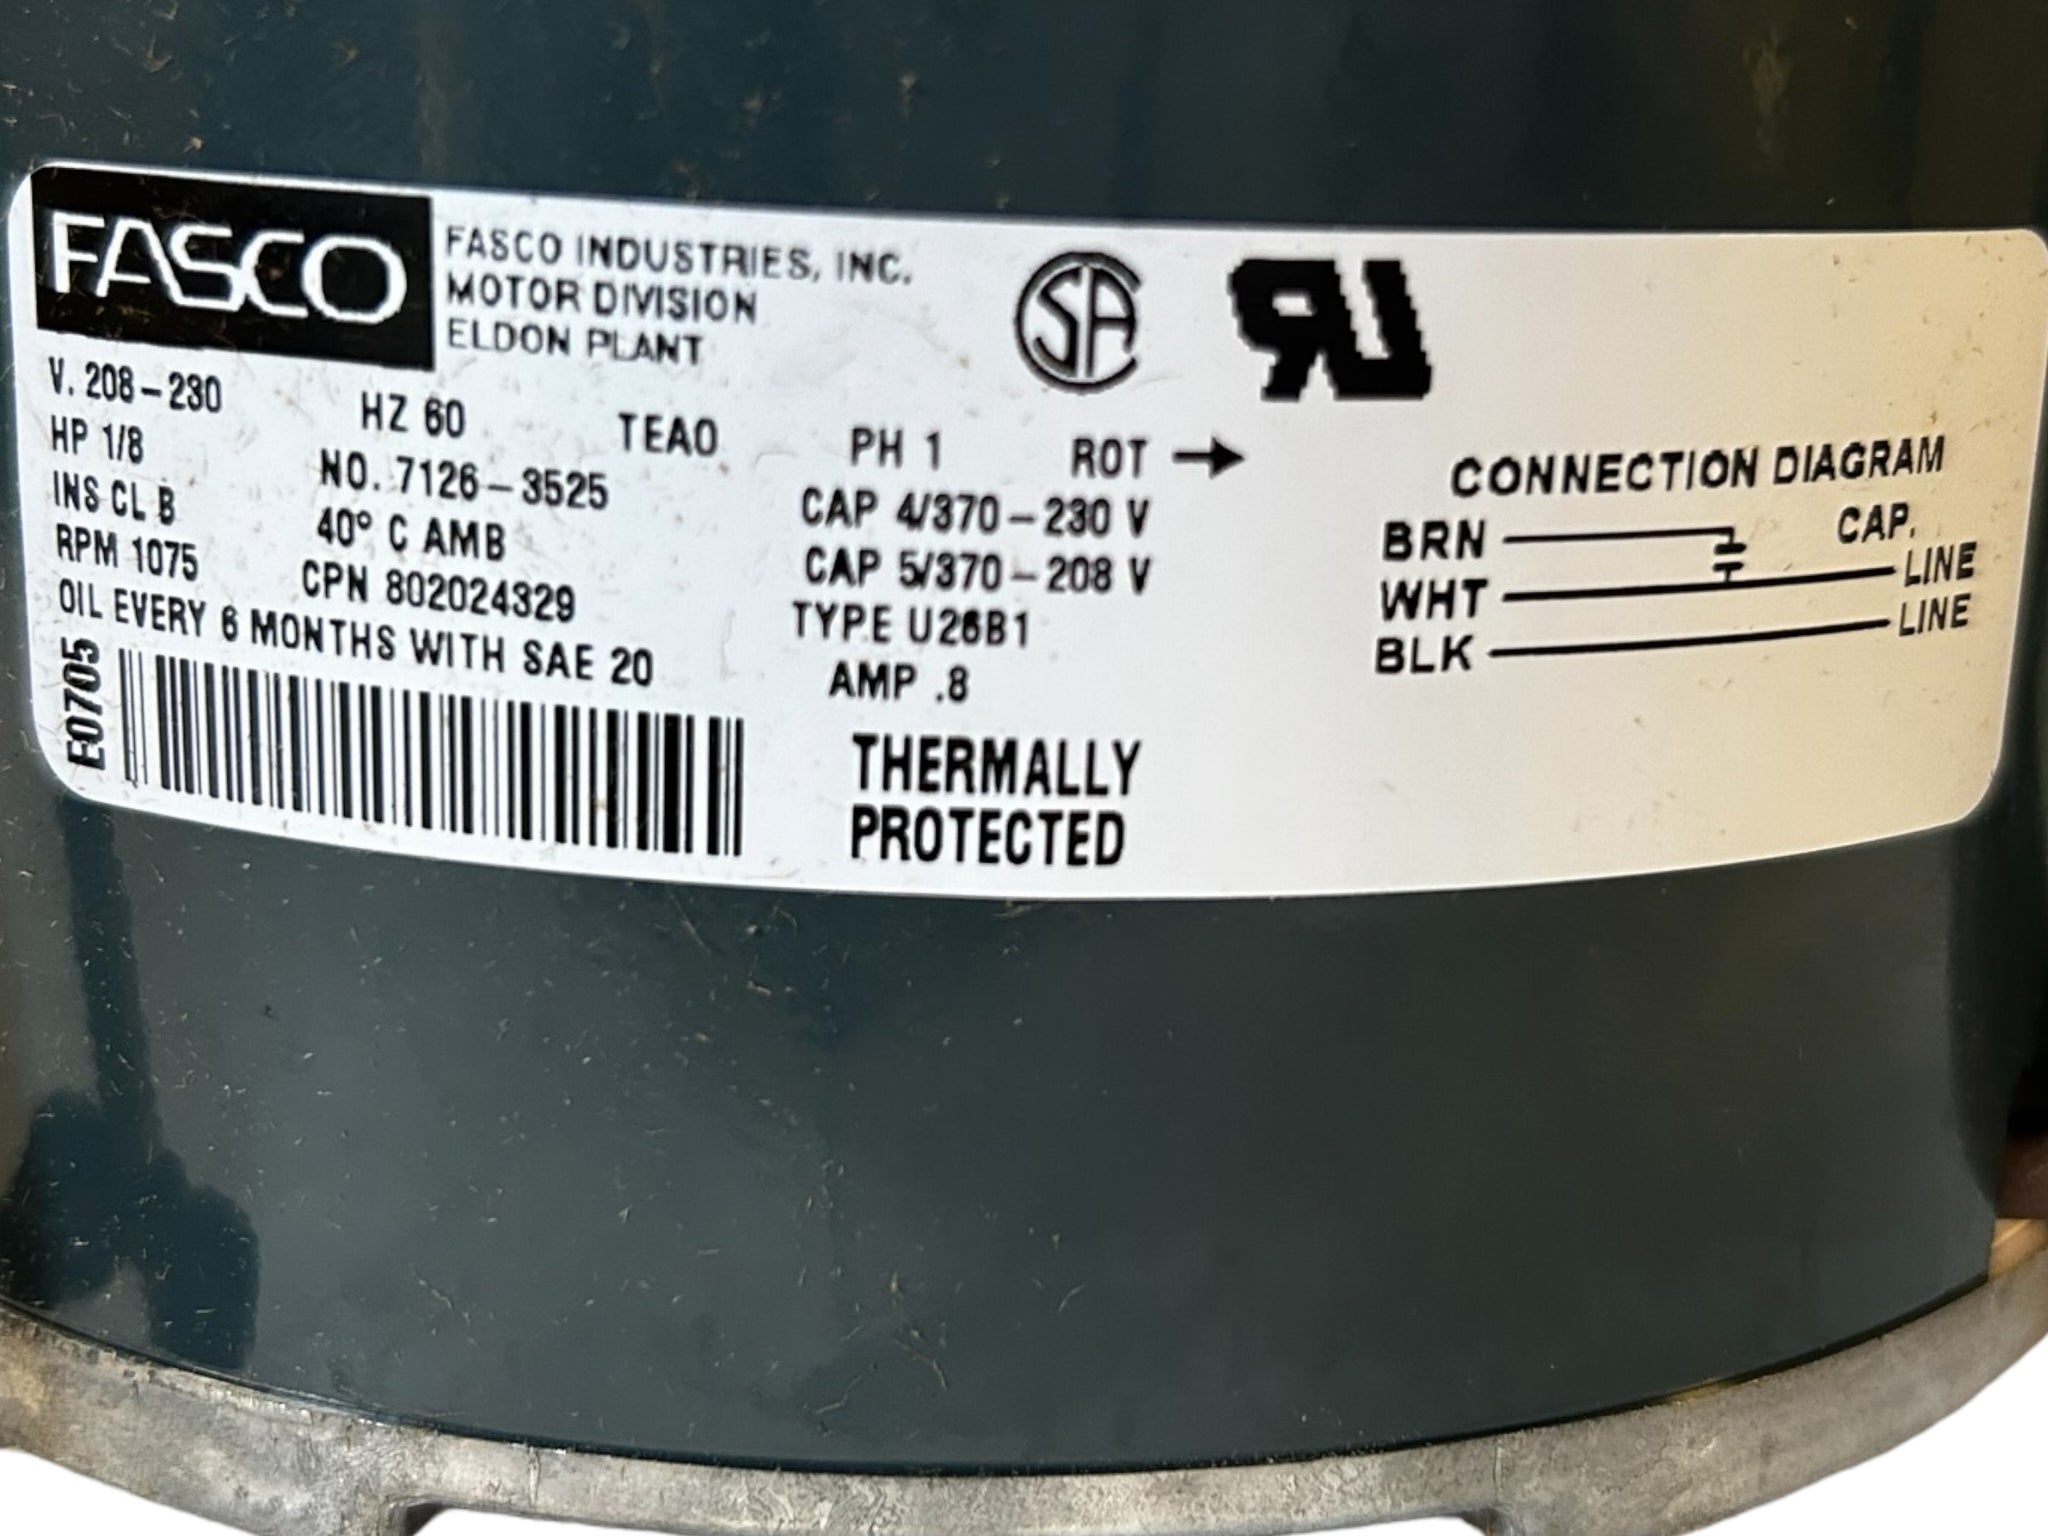 FASCO
FASCO INDUSTRIES, INC.
MOTOR DIVISION
ELDON PLANT
SA
RU
V. 208-230 HZ 60 TEAO PH 1 ROT →
HP 1/8 NO. 7126-3525 CAP 4/370-230 V
INS CL B 40° C AMB CAP 5/370-208 V
RPM 1075 CPN 802024329 TYPE U26B1
OIL EVERY 6 MONTHS WITH SAE 20 AMP .8
E0705
THERMALLY
PROTECTED
CONNECTION DIAGRAM
BRN CAP.
WHT LINE
BLK LINE